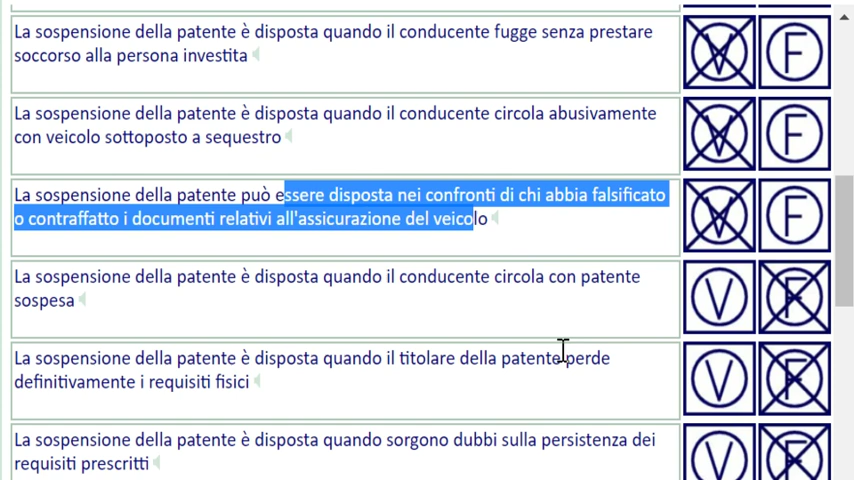 La sospensione della patente è disposta quando il conducente fugge senza prestare
soccorso alla persona investita
V F
La sospensione della patente è disposta quando il conducente circola abusivamente
con veicolo sottoposto a sequestro
V F
La sospensione della patente può essere disposta nei confronti di chi abbia falsificato
o contraffatto i documenti relativi all'assicurazione del veicolo
V F
La sospensione della patente è disposta quando il conducente circola con patente
sospesa
V F
La sospensione della patente è disposta quando il titolare della patente perde
definitivamente i requisiti fisici
V F
La sospensione della patente è disposta quando sorgono dubbi sulla persistenza dei
requisiti prescritti
V F